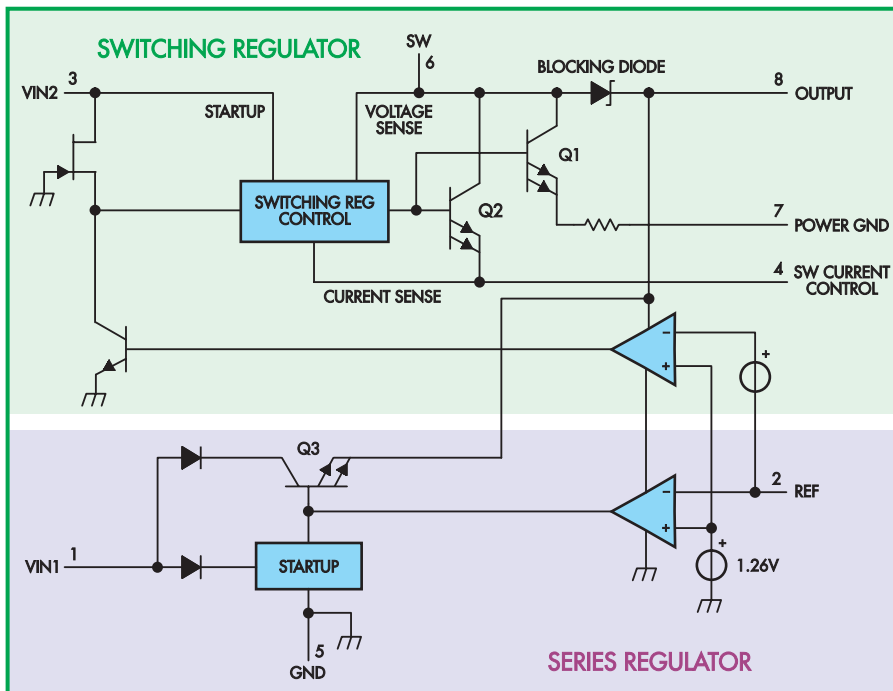 SWITCHING REGULATOR
SW
6
BLOCKING DIODE
VIN2
3
STARTUP
VOLTAGE
SENSE
8
OUTPUT
Q1
SWITCHING REG
CONTROL
Q2
7
POWER GND
CURRENT SENSE
4
SW CURRENT
CONTROL
−
+
+
Q3
−
+
2
REF
VIN1
1
STARTUP
+
1.26V
5
GND
SERIES REGULATOR